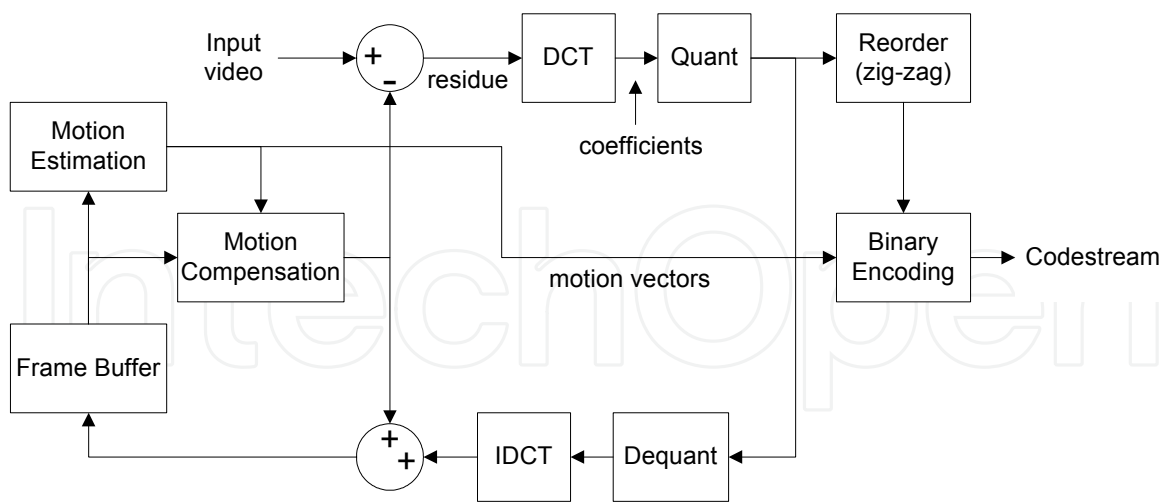 Input
video
+
-
residue
DCT
Quant
Reorder
(zig-zag)
coefficients
Motion
Estimation
Motion
Compensation
Binary
Encoding
Codestream
motion vectors
Frame Buffer
+
+
IDCT
Dequant
IntechOpen